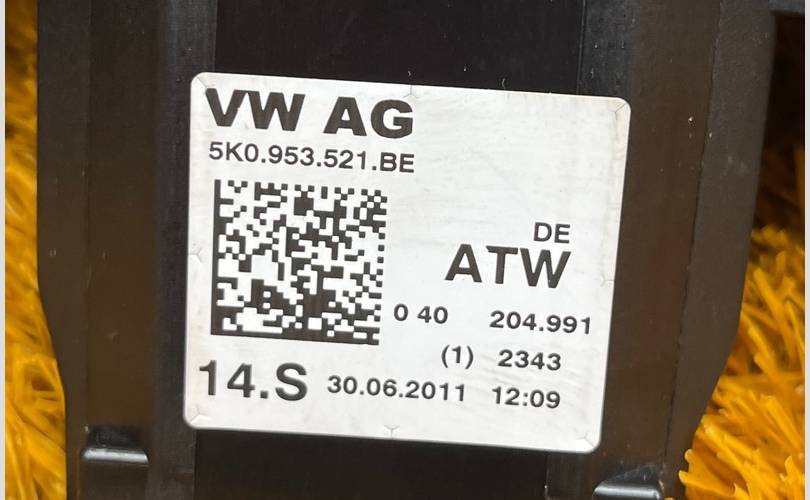 VW AG
5K0.953.521.BE
DE
ATW
0 40 204.991
(1) 2343
14.S 30.06.2011 12:09